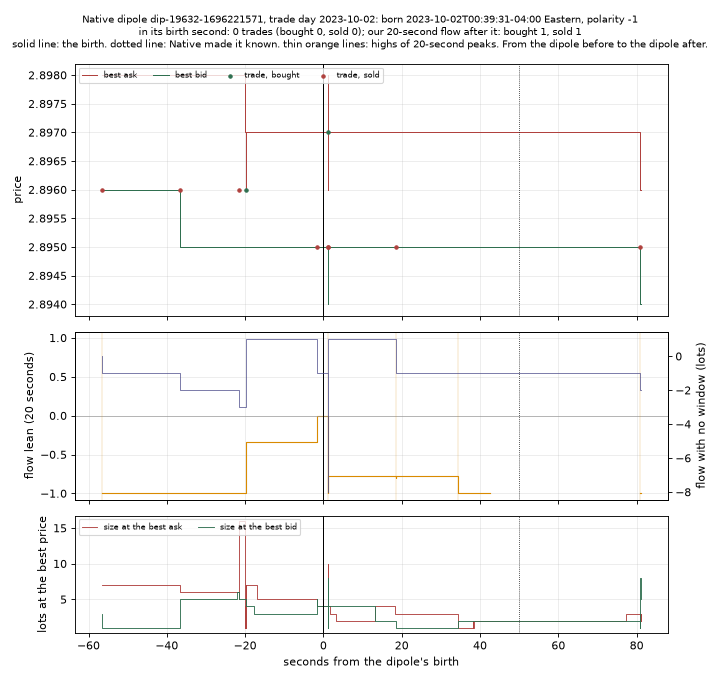 Native dipole dip-19632-1696221571, trade day 2023-10-02: born 2023-10-02T00:39:31-04:00 Eastern, polarity -1
in its birth second: 0 trades (bought 0, sold 0); our 20-second flow after it: bought 1, sold 1
solid line: the birth. dotted line: Native made it known. thin orange lines: highs of 20-second peaks. From the dipole before to the dipole after.
best ask best bid trade, bought trade, sold
2.8980
2.8975
2.8970
2.8965
2.8960
2.8955
2.8950
2.8945
2.8940
price
1.0
0.5
0.0
−0.5
−1.0
flow lean (20 seconds)
0
−2
−4
−6
−8
flow with no window (lots)
size at the best ask size at the best bid
15
10
5
lots at the best price
−60 −40 −20 0 20 40 60 80
seconds from the dipole's birth